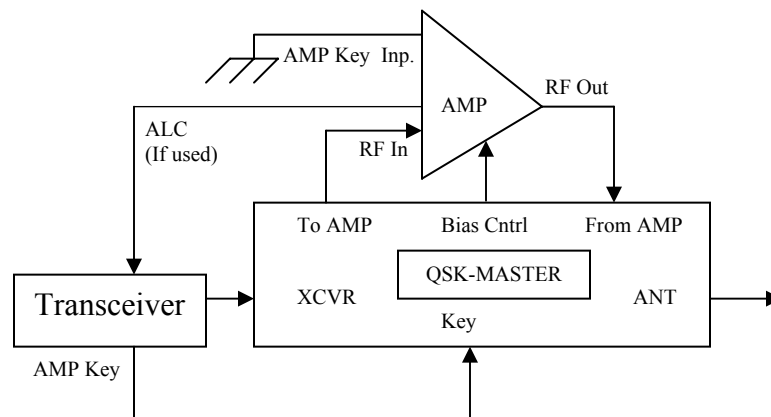 AMP Key Inp.
RF Out
AMP
ALC
(If used)
RF In
To AMP
Bias Cntrl
From AMP
QSK-MASTER
Transceiver
XCVR
ANT
Key
AMP Key